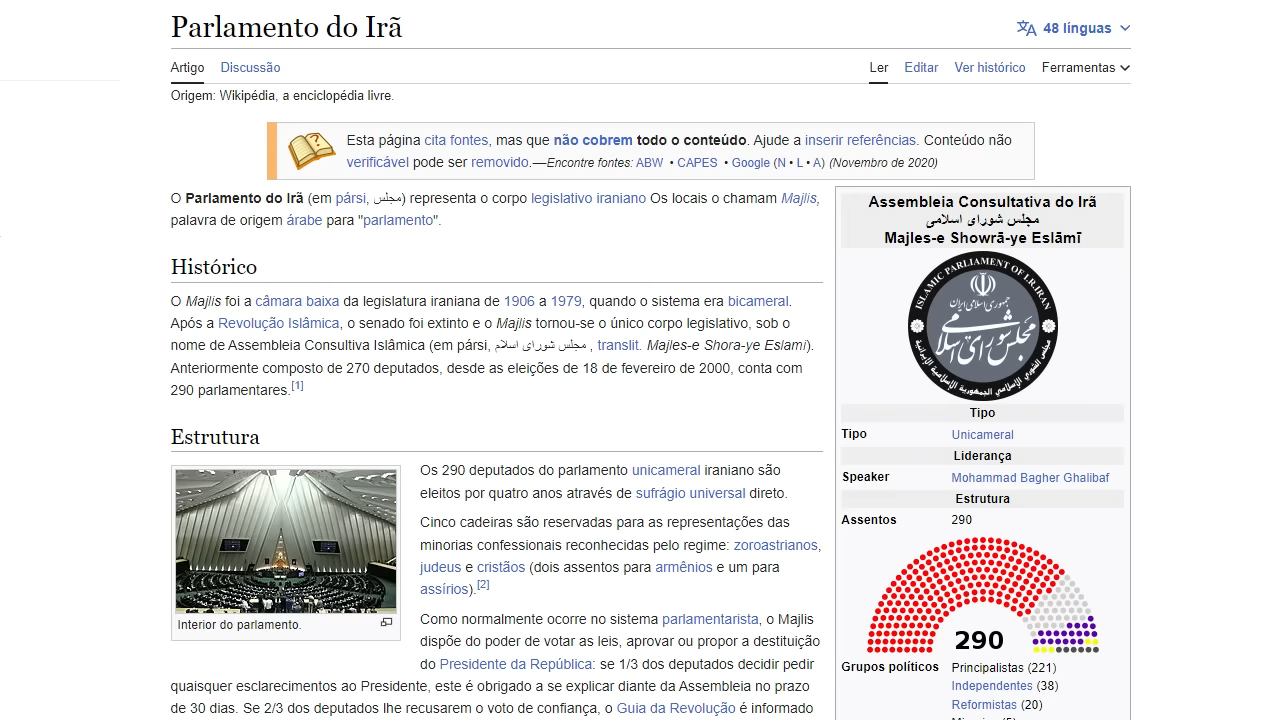 Parlamento do Irã
48 línguas
Artigo Discussão Ler Editar Ver histórico Ferramentas
Origem: Wikipédia, a enciclopédia livre.
Esta página cita fontes, mas que não cobrem todo o conteúdo. Ajude a inserir referências. Conteúdo não
verificável pode ser removido.—Encontre fontes: ABW • CAPES • Google (N • L • A) (Novembro de 2020)
O Parlamento do Irã (em pársi, مجلس) representa o corpo legislativo iraniano Os locais o chamam Majlis,
palavra de origem árabe para "parlamento".
Histórico
O Majlis foi a câmara baixa da legislatura iraniana de 1906 a 1979, quando o sistema era bicameral.
Após a Revolução Islâmica, o senado foi extinto e o Majlis tornou-se o único corpo legislativo, sob o
nome de Assembleia Consultiva Islâmica (em pársi, مجلس شورای اسلام , translit. Majles-e Shora-ye Eslami).
Anteriormente composto de 270 deputados, desde as eleições de 18 de fevereiro de 2000, conta com
290 parlamentares.[1]
Estrutura
Interior do parlamento.
Os 290 deputados do parlamento unicameral iraniano são
eleitos por quatro anos através de sufrágio universal direto.
Cinco cadeiras são reservadas para as representações das
minorias confessionais reconhecidas pelo regime: zoroastrianos,
judeus e cristãos (dois assentos para armênios e um para
assírios).[2]
Como normalmente ocorre no sistema parlamentarista, o Majlis
dispõe do poder de votar as leis, aprovar ou propor a destituição
do Presidente da República: se 1/3 dos deputados decidir pedir
quaisquer esclarecimentos ao Presidente, este é obrigado a se explicar diante da Assembleia no prazo
de 30 dias. Se 2/3 dos deputados lhe recusarem o voto de confiança, o Guia da Revolução é informado
Assembleia Consultativa do Irã
مجلس شورای اسلامی
Majles-e Showrā-ye Eslāmī
ISLAMIC PARLIAMENT OF I.R.IRAN
جمهوری اسلامی ایران
مجلس شورای اسلامی
مجلس الشوری الإسلامي الجمهورية الإسلامية الإيرانية
Tipo
Tipo Unicameral
Liderança
Speaker Mohammad Bagher Ghalibaf
Estrutura
Assentos 290
290
Grupos políticos Principalistas (221)
Independentes (38)
Reformistas (20)